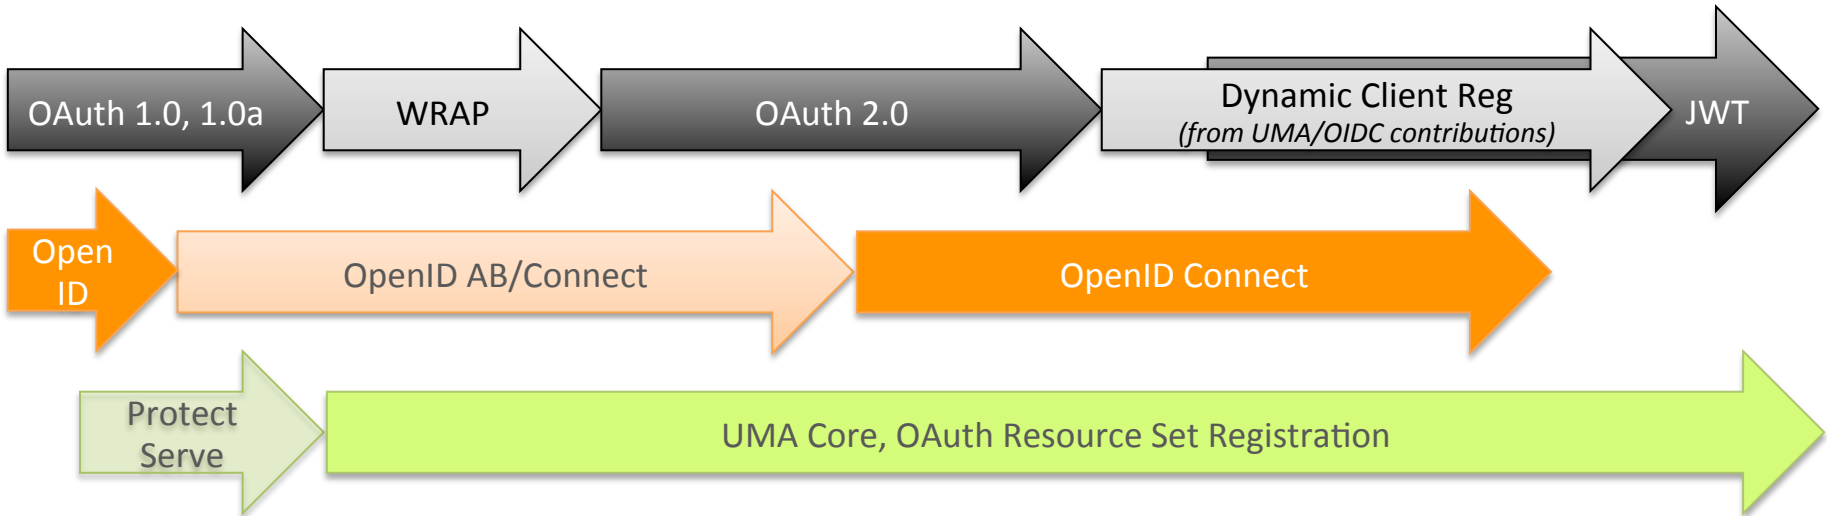 OAuth 1.0, 1.0a
WRAP
OAuth 2.0
Dynamic Client Reg
(from UMA/OIDC contributions)
JWT
Open
ID
OpenID AB/Connect
OpenID Connect
Protect
Serve
UMA Core, OAuth Resource Set Registration